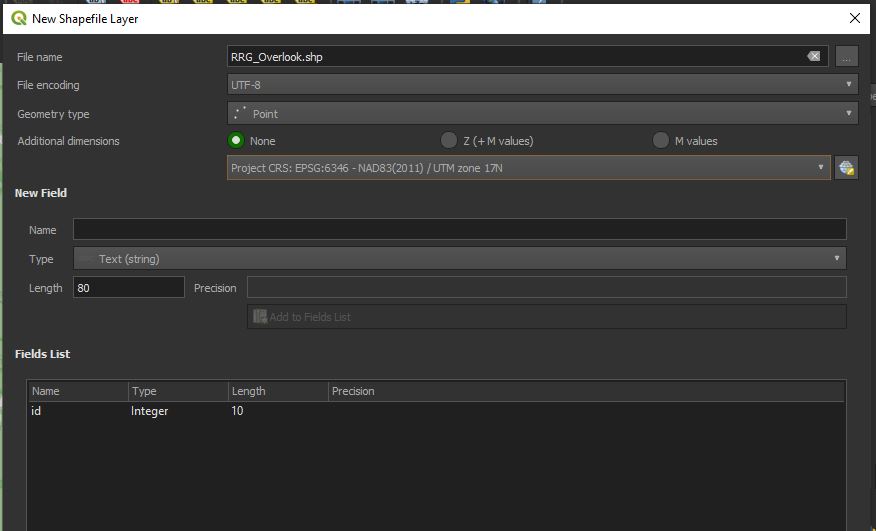 New Shapefile Layer
File name RRG_Overlook.shp ...
File encoding UTF-8
Geometry type Point
Additional dimensions None Z (+M values) M values
Project CRS: EPSG:6346 - NAD83(2011) / UTM zone 17N
New Field
Name
Type abc Text (string)
Length 80 Precision
Add to Fields List
Fields List
Name Type Length Precision
id Integer 10